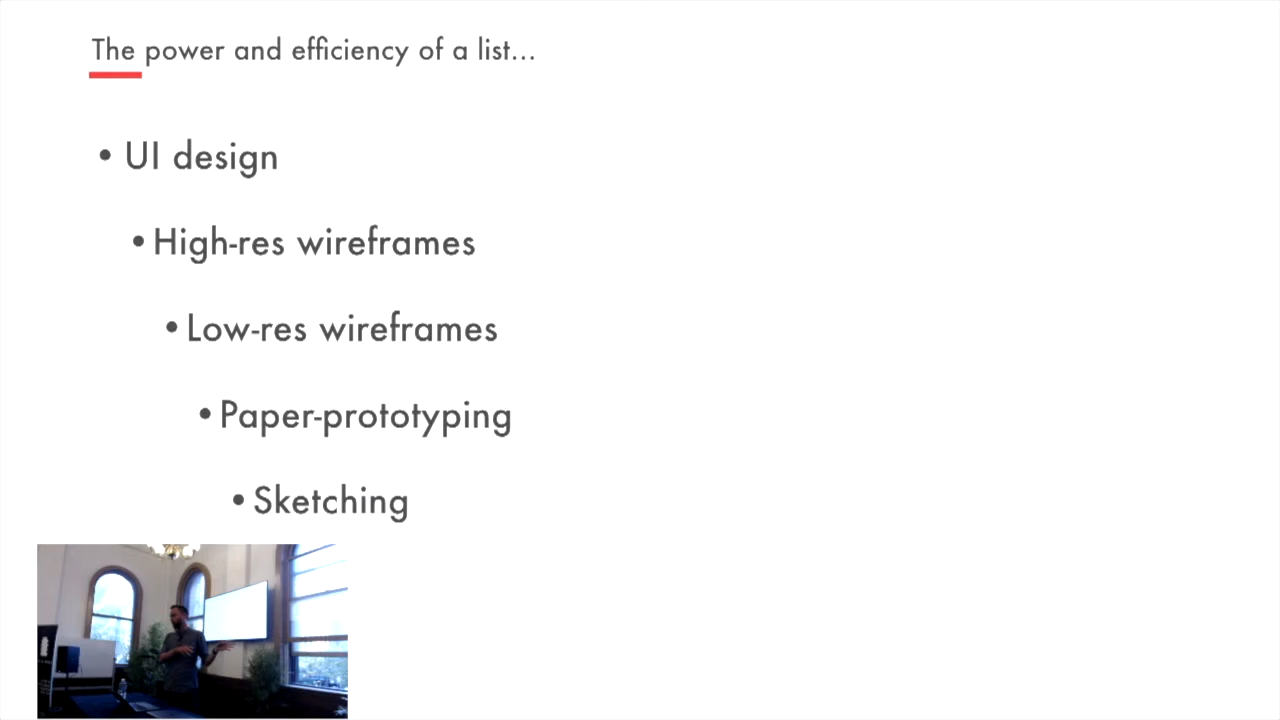 The power and efficiency of a list...
• UI design
• High-res wireframes
• Low-res wireframes
• Paper-prototyping
• Sketching